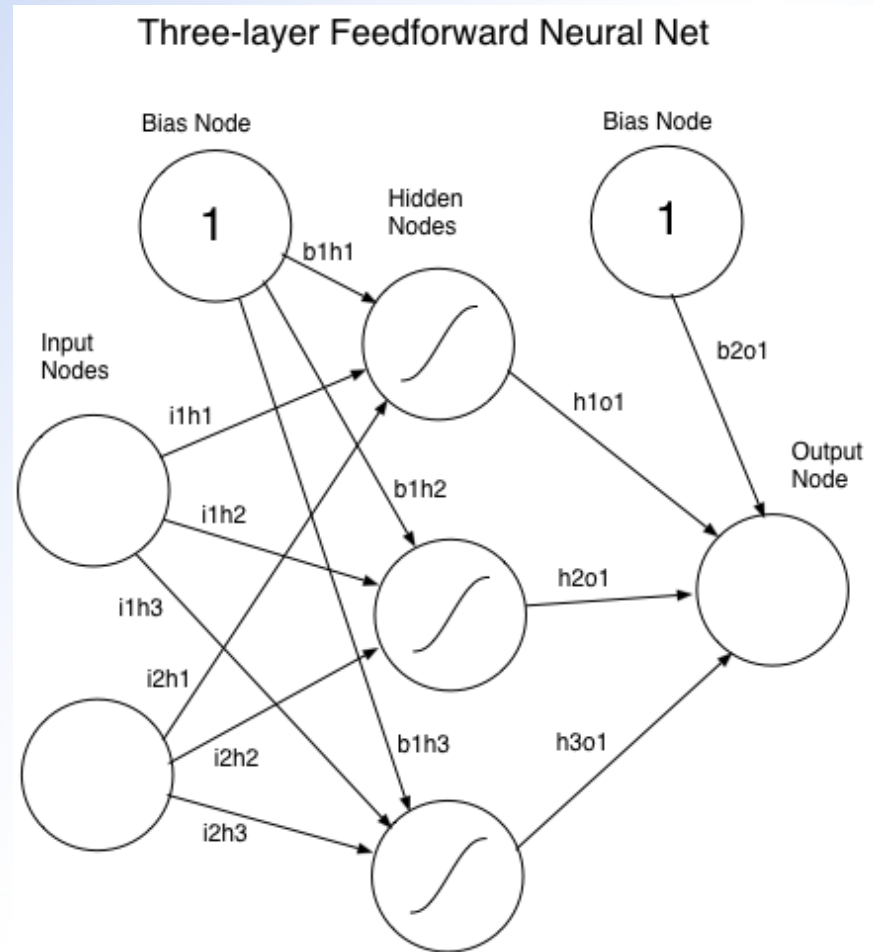 Three-layer Feedforward Neural Net
Bias Node
Bias Node
1
1
Hidden
Nodes
b1h1
Input
Nodes
b2o1
i1h1
h1o1
Output
Node
b1h2
i1h2
h2o1
i1h3
i2h1
b1h3
h3o1
i2h2
i2h3